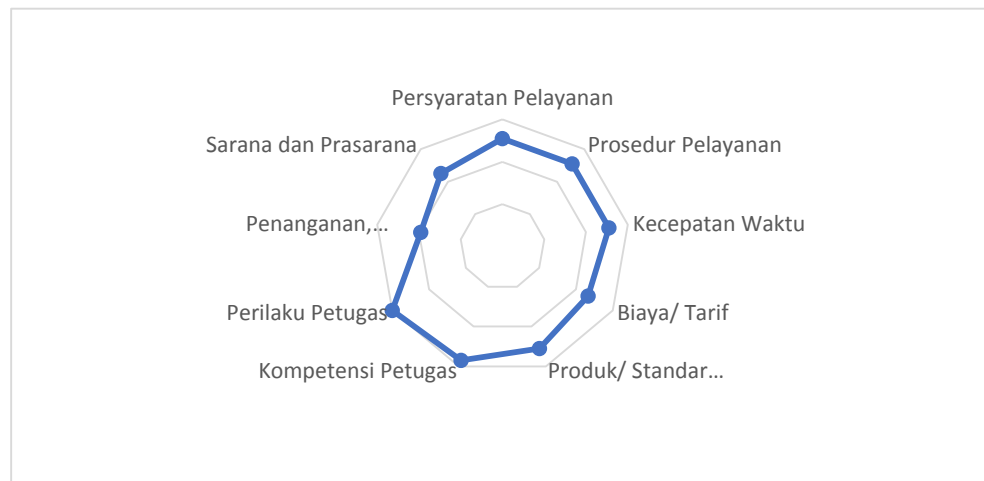 Persyaratan Pelayanan
Prosedur Pelayanan
Kecepatan Waktu
Biaya/ Tarif
Produk/ Standar...
Kompetensi Petugas
Perilaku Petugas
Penanganan,...
Sarana dan Prasarana